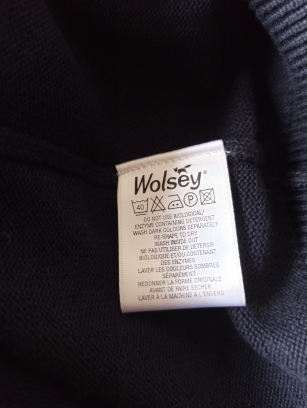 Wolsey®
40 P
DO NOT USE BIOLOGICAL/
ENZYME CONTAINING DETERGENT
WASH DARK COLOURS SEPARATELY
RE-SHAPE TO DRY
WASH INSIDE OUT
NE PAS UTILISER DE DÉTERSIF
BIOLOGIQUE ET/OU CONTENANT
DES ENZYMES
LAVER LES COULEURS SOMBRES
SÉPARÉMENT
REDONNER LA FORME ORIGINALE
AVANT DE FAIRE SECHER
LAVER À LA MACHINE À L'ENVERS